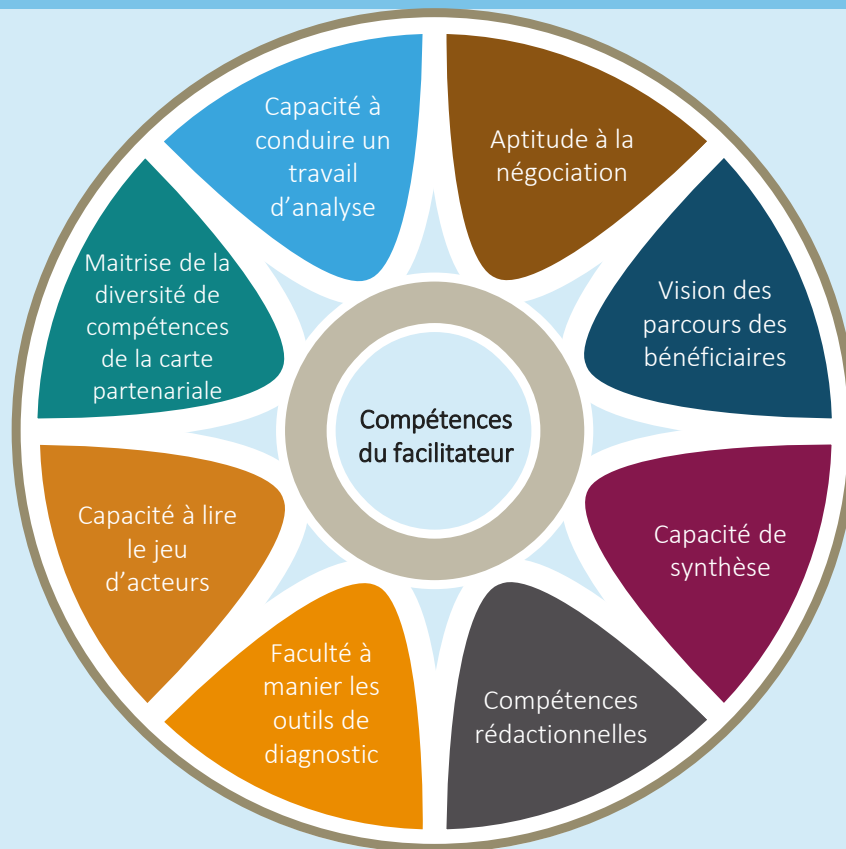 Capacité à
conduire un
travail
d’analyse
Aptitude à la
négociation
Maitrise de la
diversité de
compétences
de la carte
partenariale
Vision des
parcours des
bénéficiaires
Compétences
du facilitateur
Capacité à lire
le jeu
d’acteurs
Capacité de
synthèse
Faculté à
manier les
outils de
diagnostic
Compétences
rédactionnelles